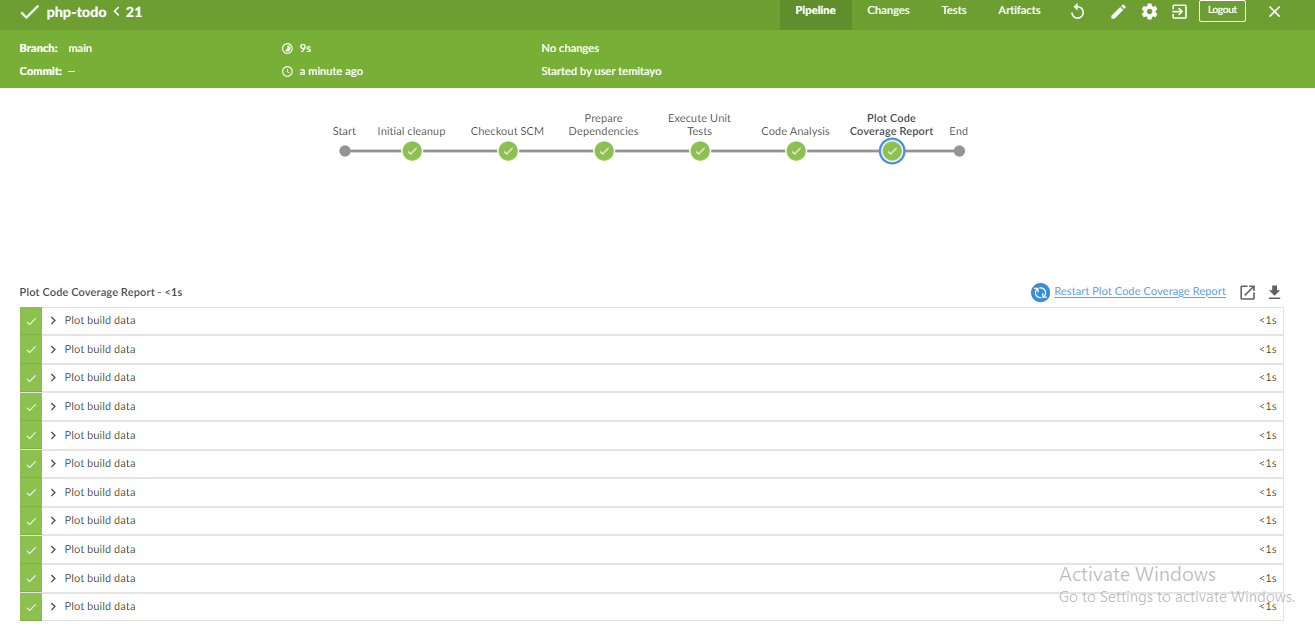 php-todo < 21
Pipeline Changes Tests Artifacts Logout
Branch: main
9s
No changes
Commit: –
a minute ago
Started by user temitayo
Start
Initial cleanup
Checkout SCM
Prepare
Dependencies
Execute Unit
Tests
Code Analysis
Plot Code
Coverage Report
End
Plot Code Coverage Report - <1s
Restart Plot Code Coverage Report
Plot build data <1s
Plot build data <1s
Plot build data <1s
Plot build data <1s
Plot build data <1s
Plot build data <1s
Plot build data <1s
Plot build data <1s
Plot build data <1s
Plot build data <1s
Plot build data <1s
Activate Windows
Go to Settings to activate Windows.